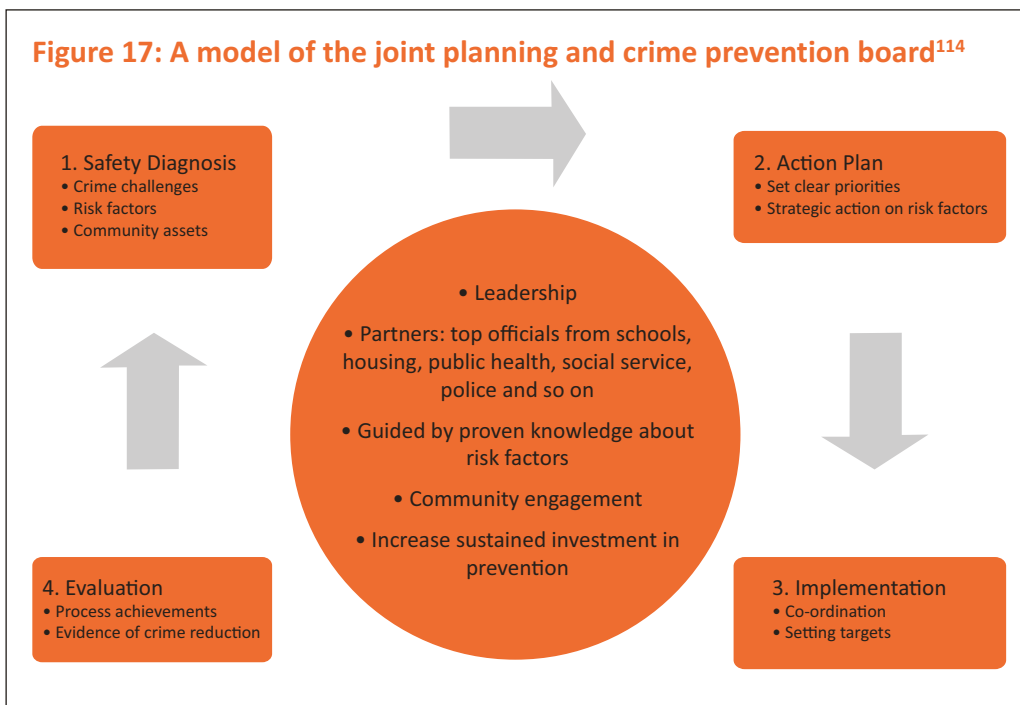 Figure 17: A model of the joint planning and crime prevention board114
1. Safety Diagnosis
• Crime challenges
• Risk factors
• Community assets
2. Action Plan
• Set clear priorities
• Strategic action on risk factors
• Leadership
• Partners: top officials from schools,
housing, public health, social service,
police and so on
• Guided by proven knowledge about
risk factors
• Community engagement
• Increase sustained investment in
prevention
3. Implementation
• Co-ordination
• Setting targets
4. Evaluation
• Process achievements
• Evidence of crime reduction